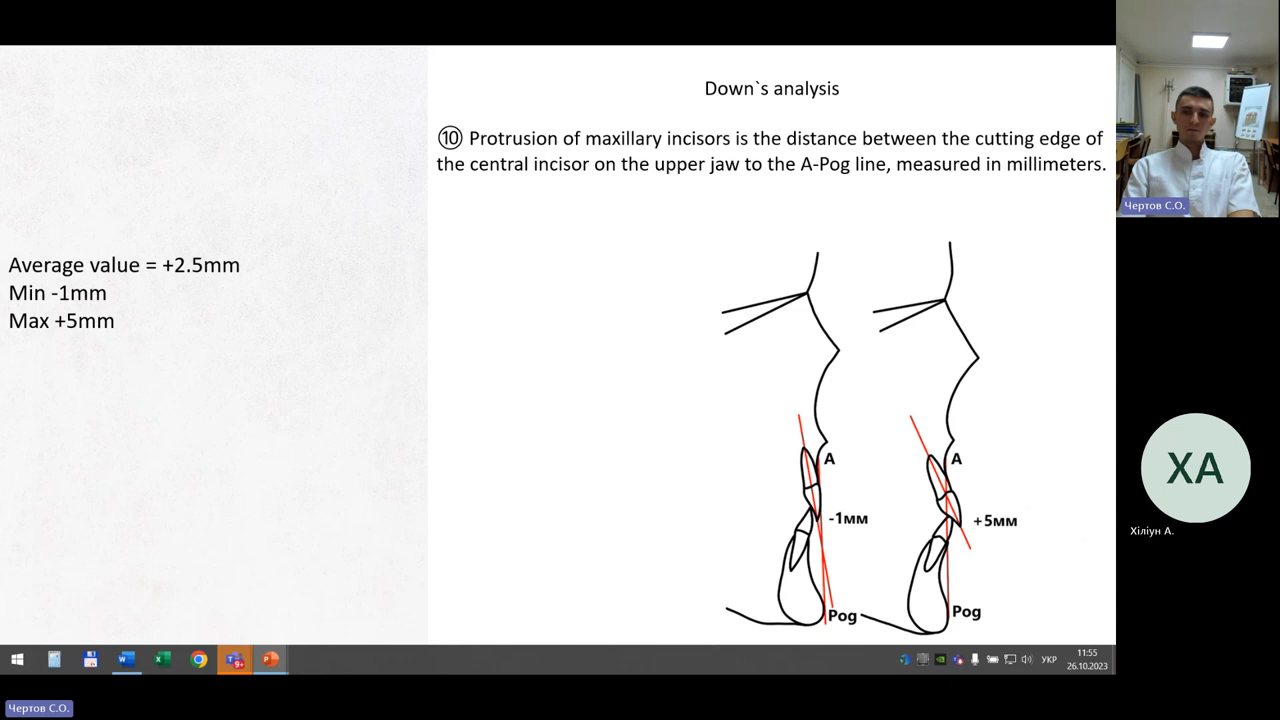 Down`s analysis
⑩ Protrusion of maxillary incisors is the distance between the cutting edge of
the central incisor on the upper jaw to the A-Pog line, measured in millimeters.
Average value = +2.5mm
Min -1mm
Max +5mm
A
A
-1мм
+5мм
Pog
Pog
Чертов С.О.
ХА
Хіліун А.
УКР
11:55
26.10.2023
Чертов С.О.